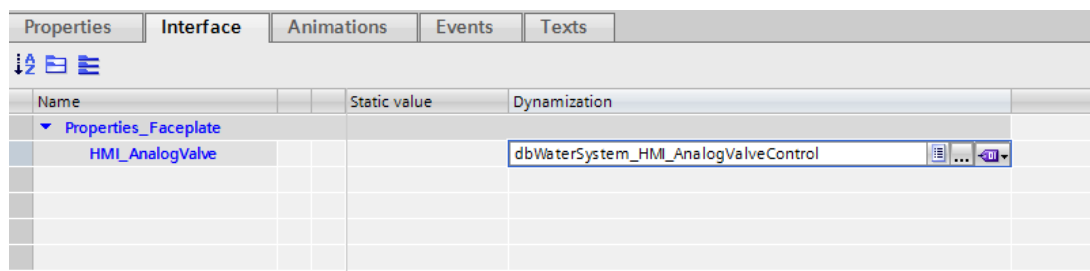 Properties Interface Animations Events Texts
Name Static value Dynamization
Properties_Faceplate
HMI_AnalogValve dbWaterSystem_HMI_AnalogValveControl ...